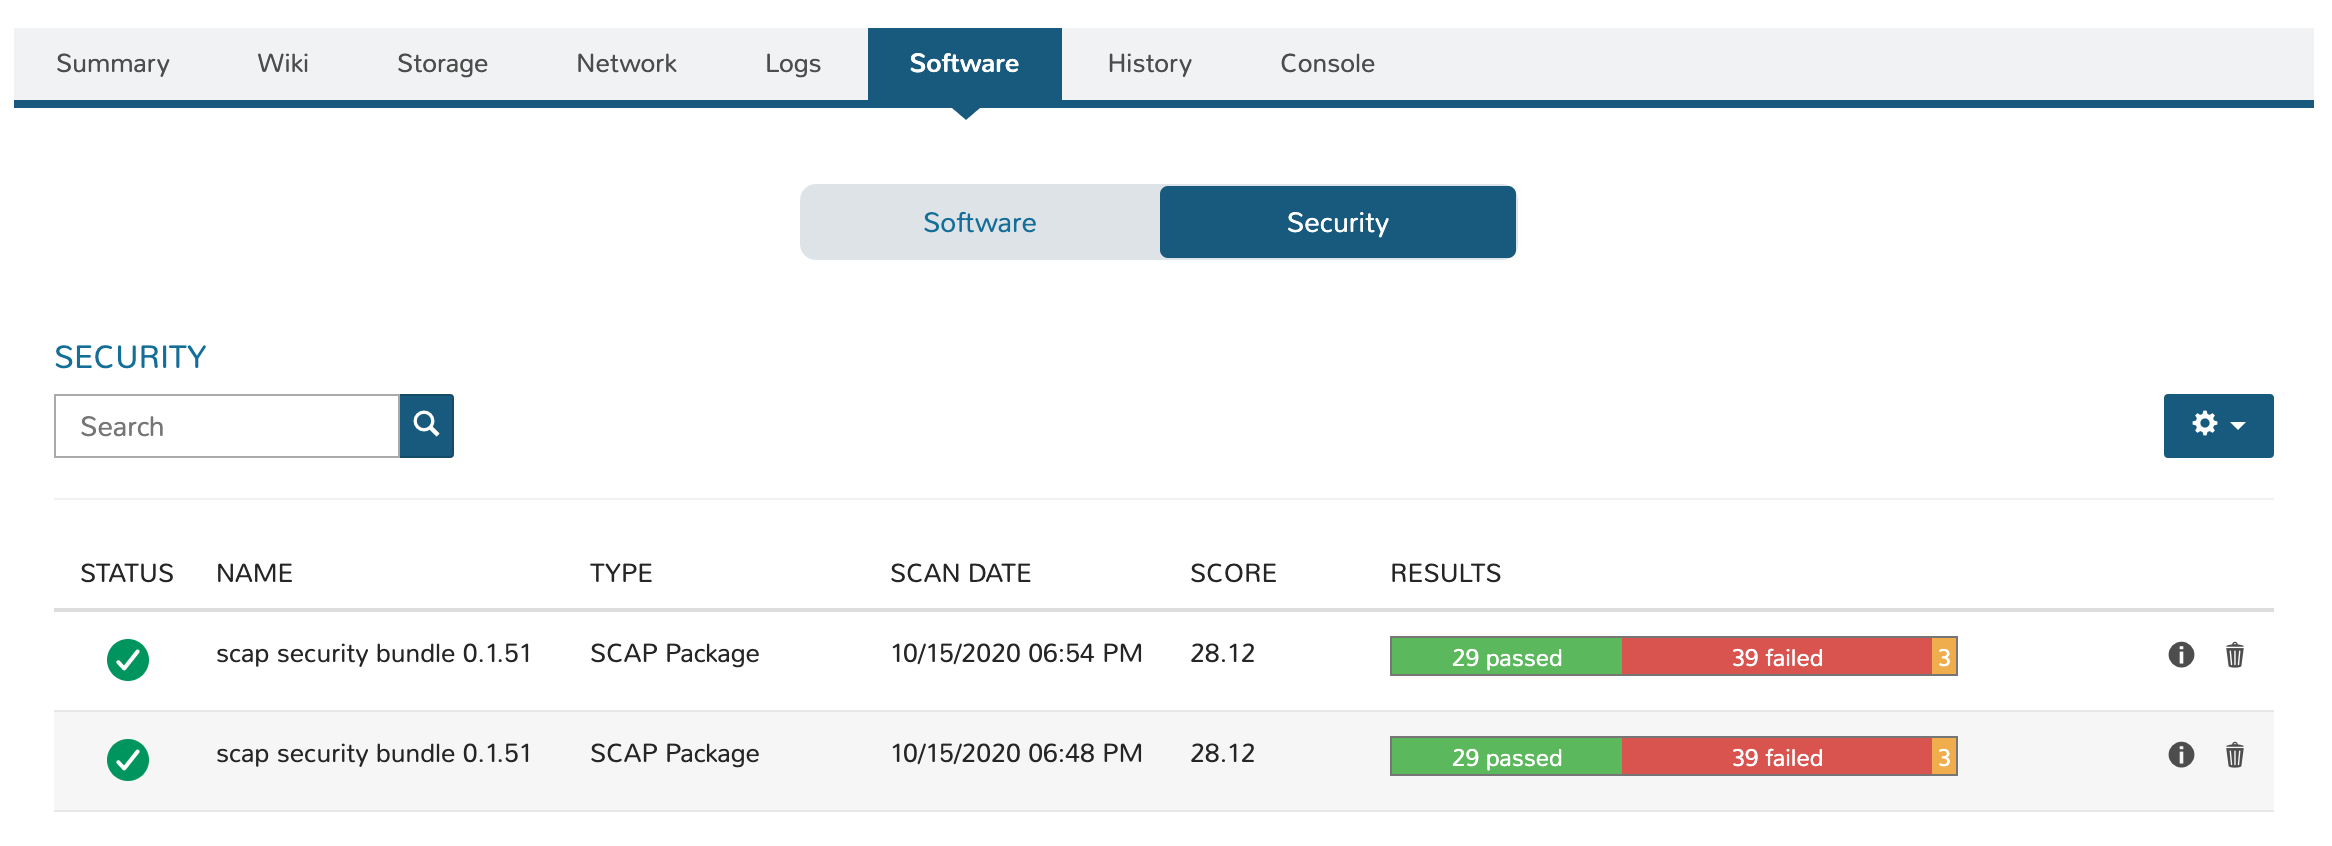 Summary Wiki Storage Network Logs Software History Console
Software Security
SECURITY
Search
STATUS NAME TYPE SCAN DATE SCORE RESULTS
scap security bundle 0.1.51 SCAP Package 10/15/2020 06:54 PM 28.12 29 passed 39 failed 3
scap security bundle 0.1.51 SCAP Package 10/15/2020 06:48 PM 28.12 29 passed 39 failed 3